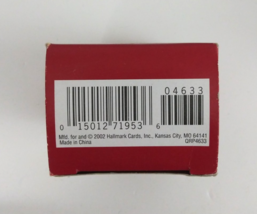 04633
0 15012 71953 6
Mfd. for and © 2002 Hallmark Cards, Inc., Kansas City, MO 64141
Made in China QRP4633